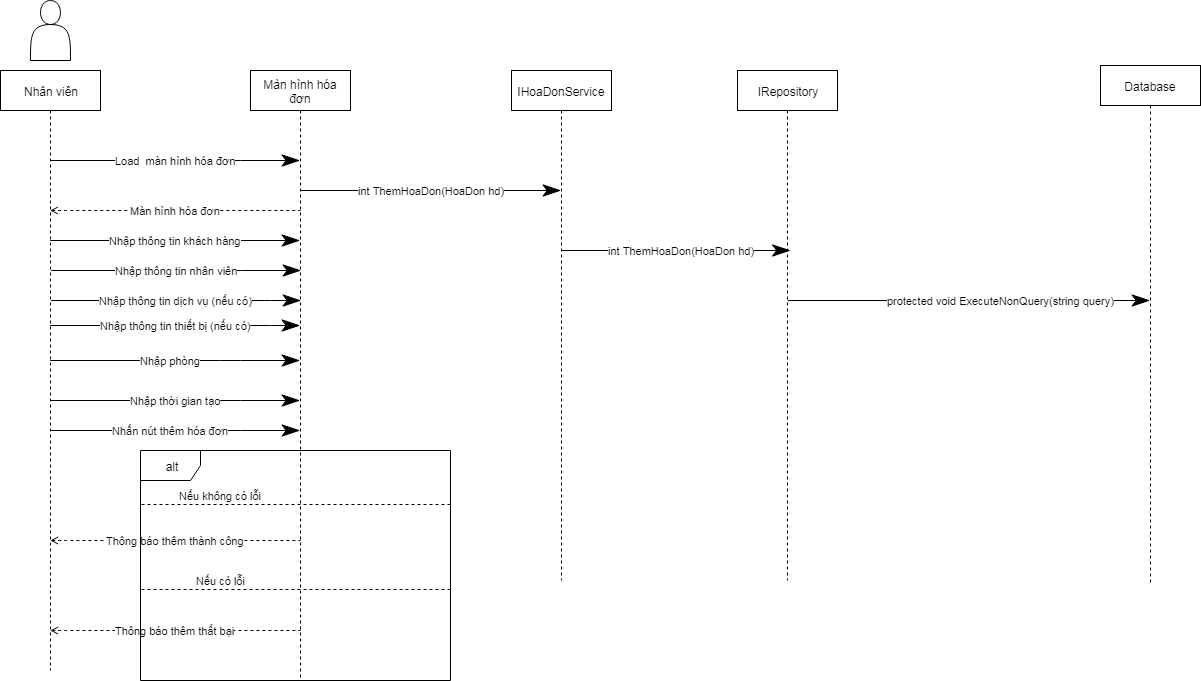 Nhân viên
Màn hình hóa
đơn
IHoaDonService
IRepository
Database
Load màn hình hóa đơn
int ThemHoaDon(HoaDon hd)
Màn hình hóa đơn
Nhập thông tin khách hàng
int ThemHoaDon(HoaDon hd)
Nhập thông tin nhân viên
Nhập thông tin dịch vụ (nếu có)
protected void ExecuteNonQuery(string query)
Nhập thông tin thiết bị (nếu có)
Nhập phòng
Nhập thời gian tạo
Nhấn nút thêm hóa đơn
alt
Nếu không có lỗi
Thông báo thêm thành công
Nếu có lỗi
Thông báo thêm thất bại